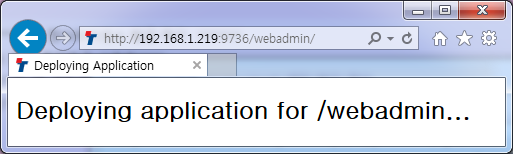 http://192.168.1.219:9736/webadmin/
Deploying Application
Deploying application for /webadmin...